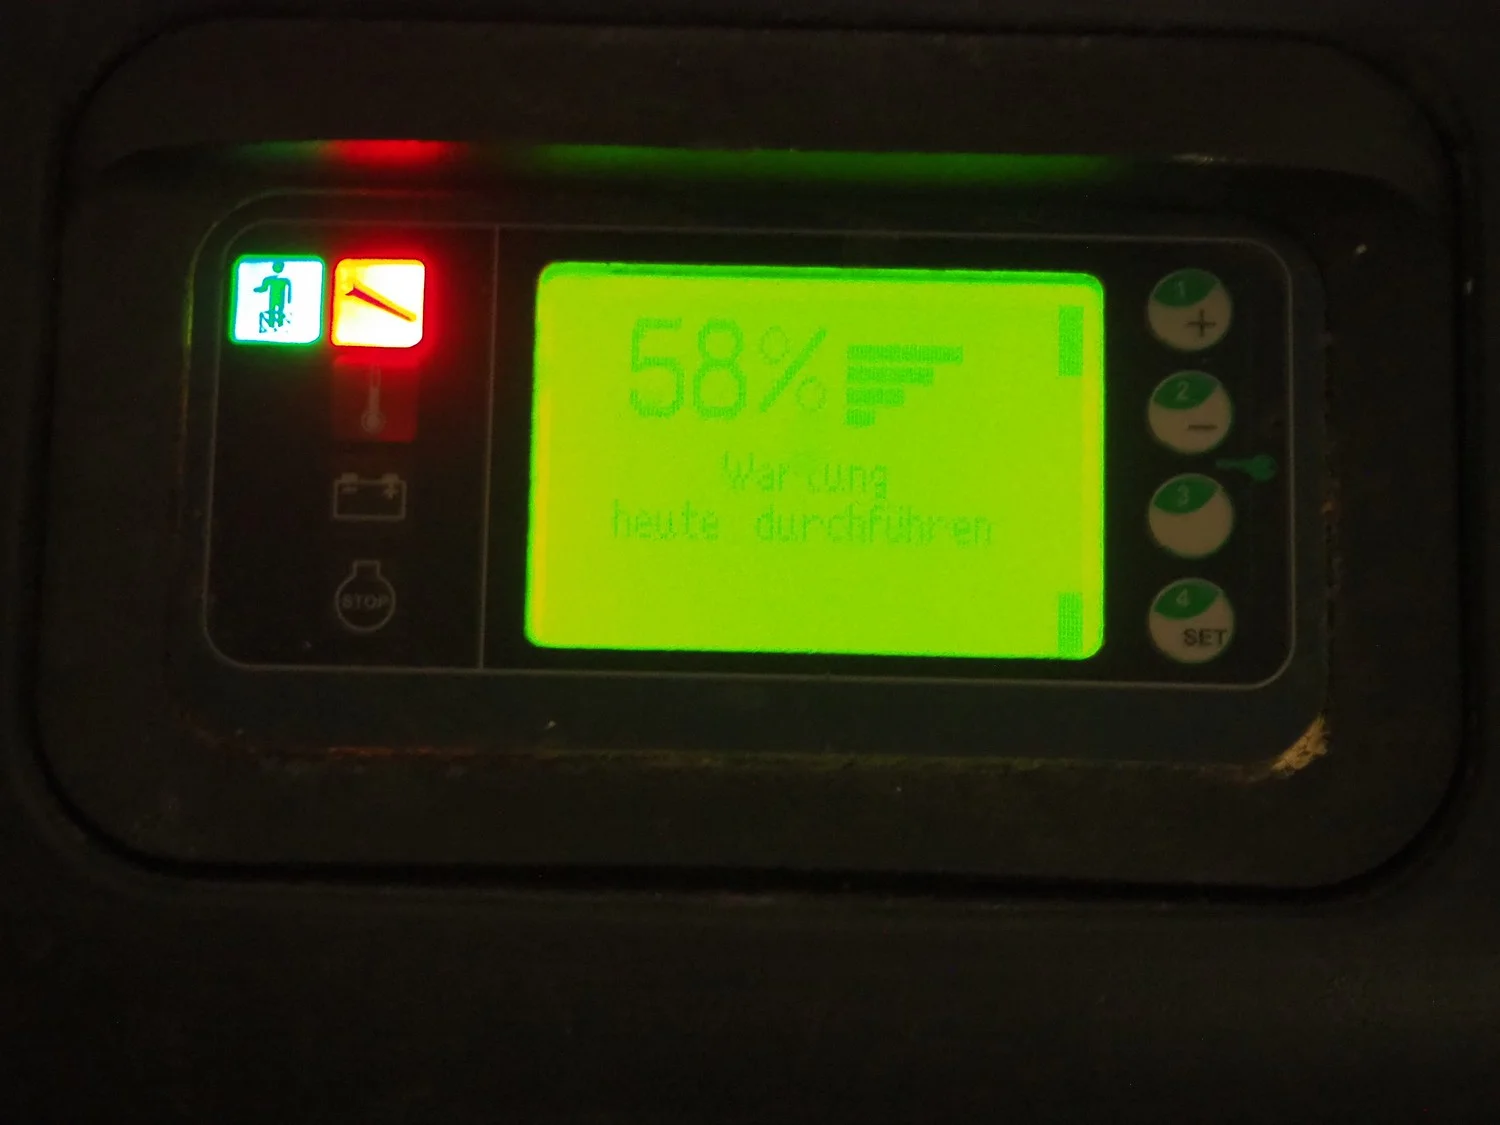 58%
Wartung
heute durchführen
1
+
2
−
3
4
SET
STOP